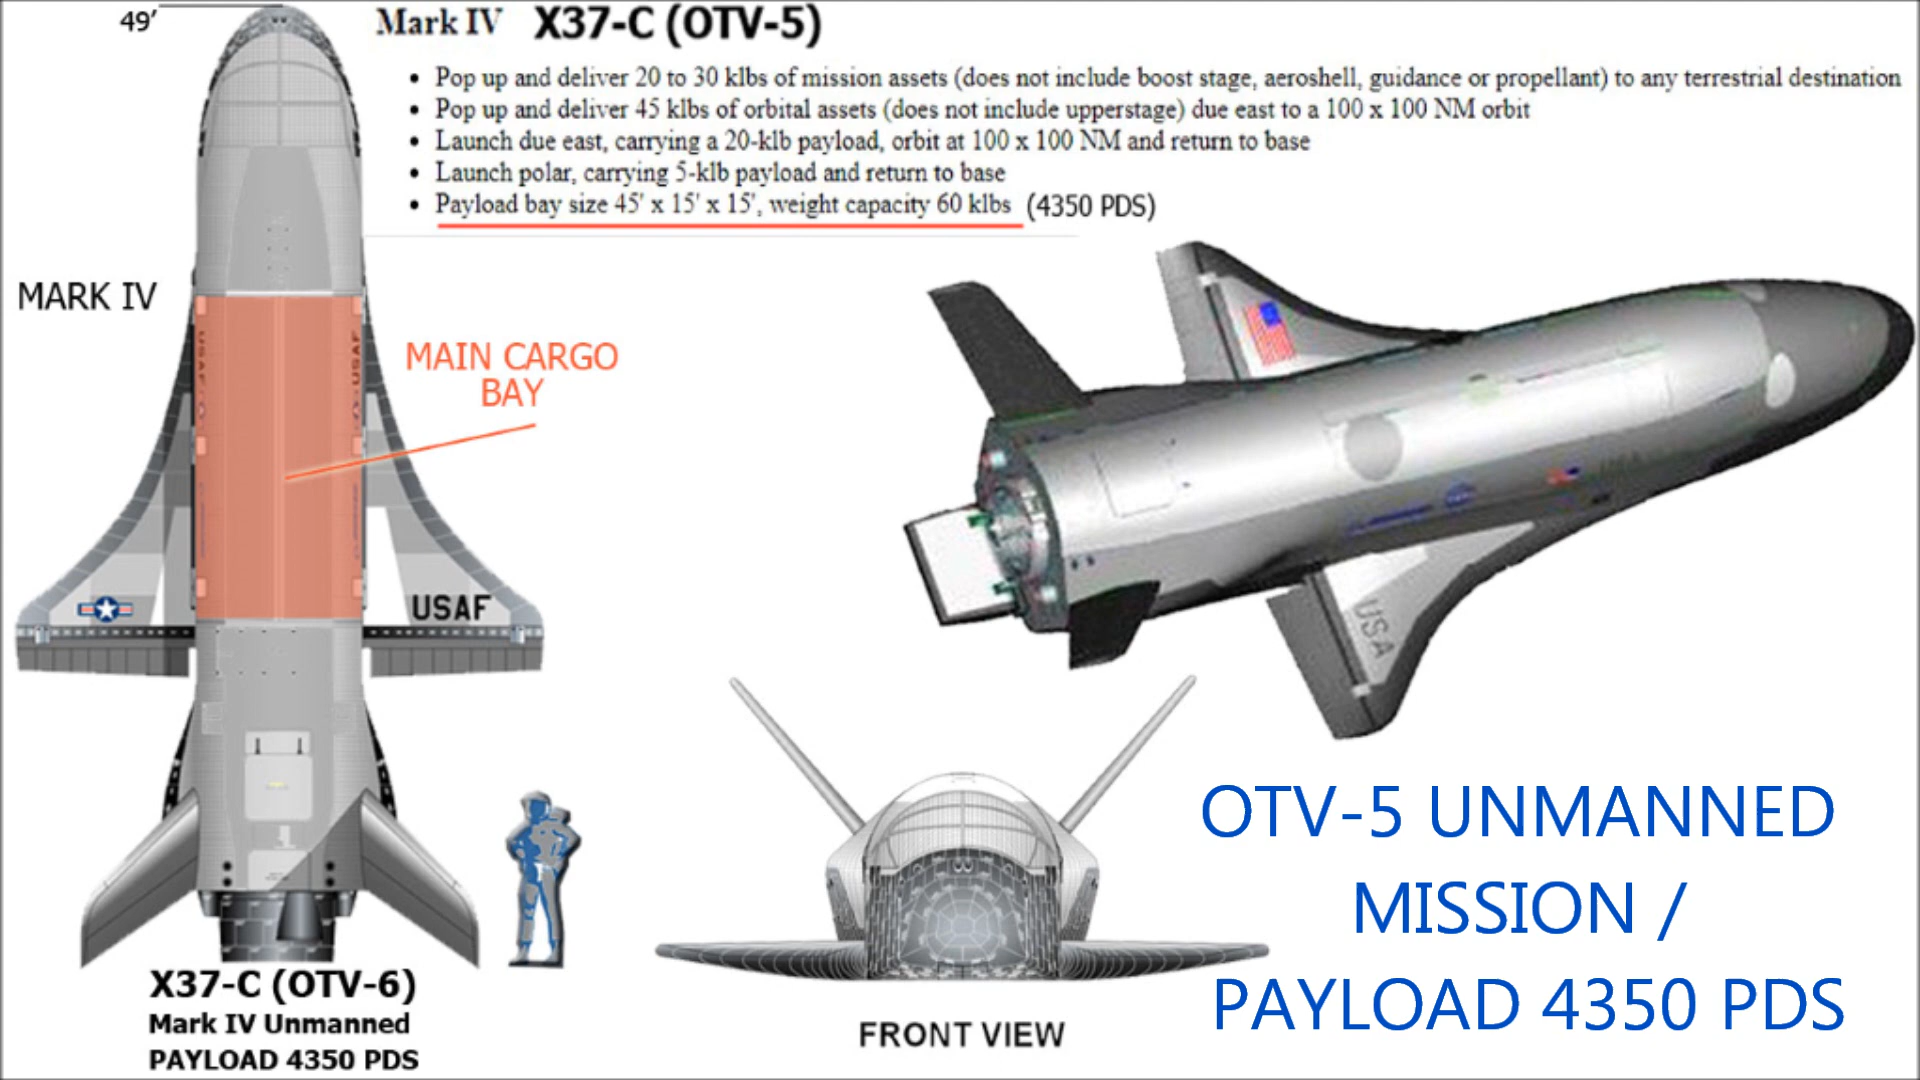 49′
Mark IV X37-C (OTV-5)
• Pop up and deliver 20 to 30 klbs of mission assets (does not include boost stage, aeroshell, guidance or propellant) to any terrestrial destination
• Pop up and deliver 45 klbs of orbital assets (does not include upperstage) due east to a 100 x 100 NM orbit
• Launch due east, carrying a 20-klb payload, orbit at 100 x 100 NM and return to base
• Launch polar, carrying 5-klb payload and return to base
• Payload bay size 45' x 15' x 15', weight capacity 60 klbs (4350 PDS)
MARK IV
USAF
USAF
MAIN CARGO
BAY
USAF
USA
X37-C (OTV-6)
Mark IV Unmanned
PAYLOAD 4350 PDS
FRONT VIEW
OTV-5 UNMANNED
MISSION /
PAYLOAD 4350 PDS